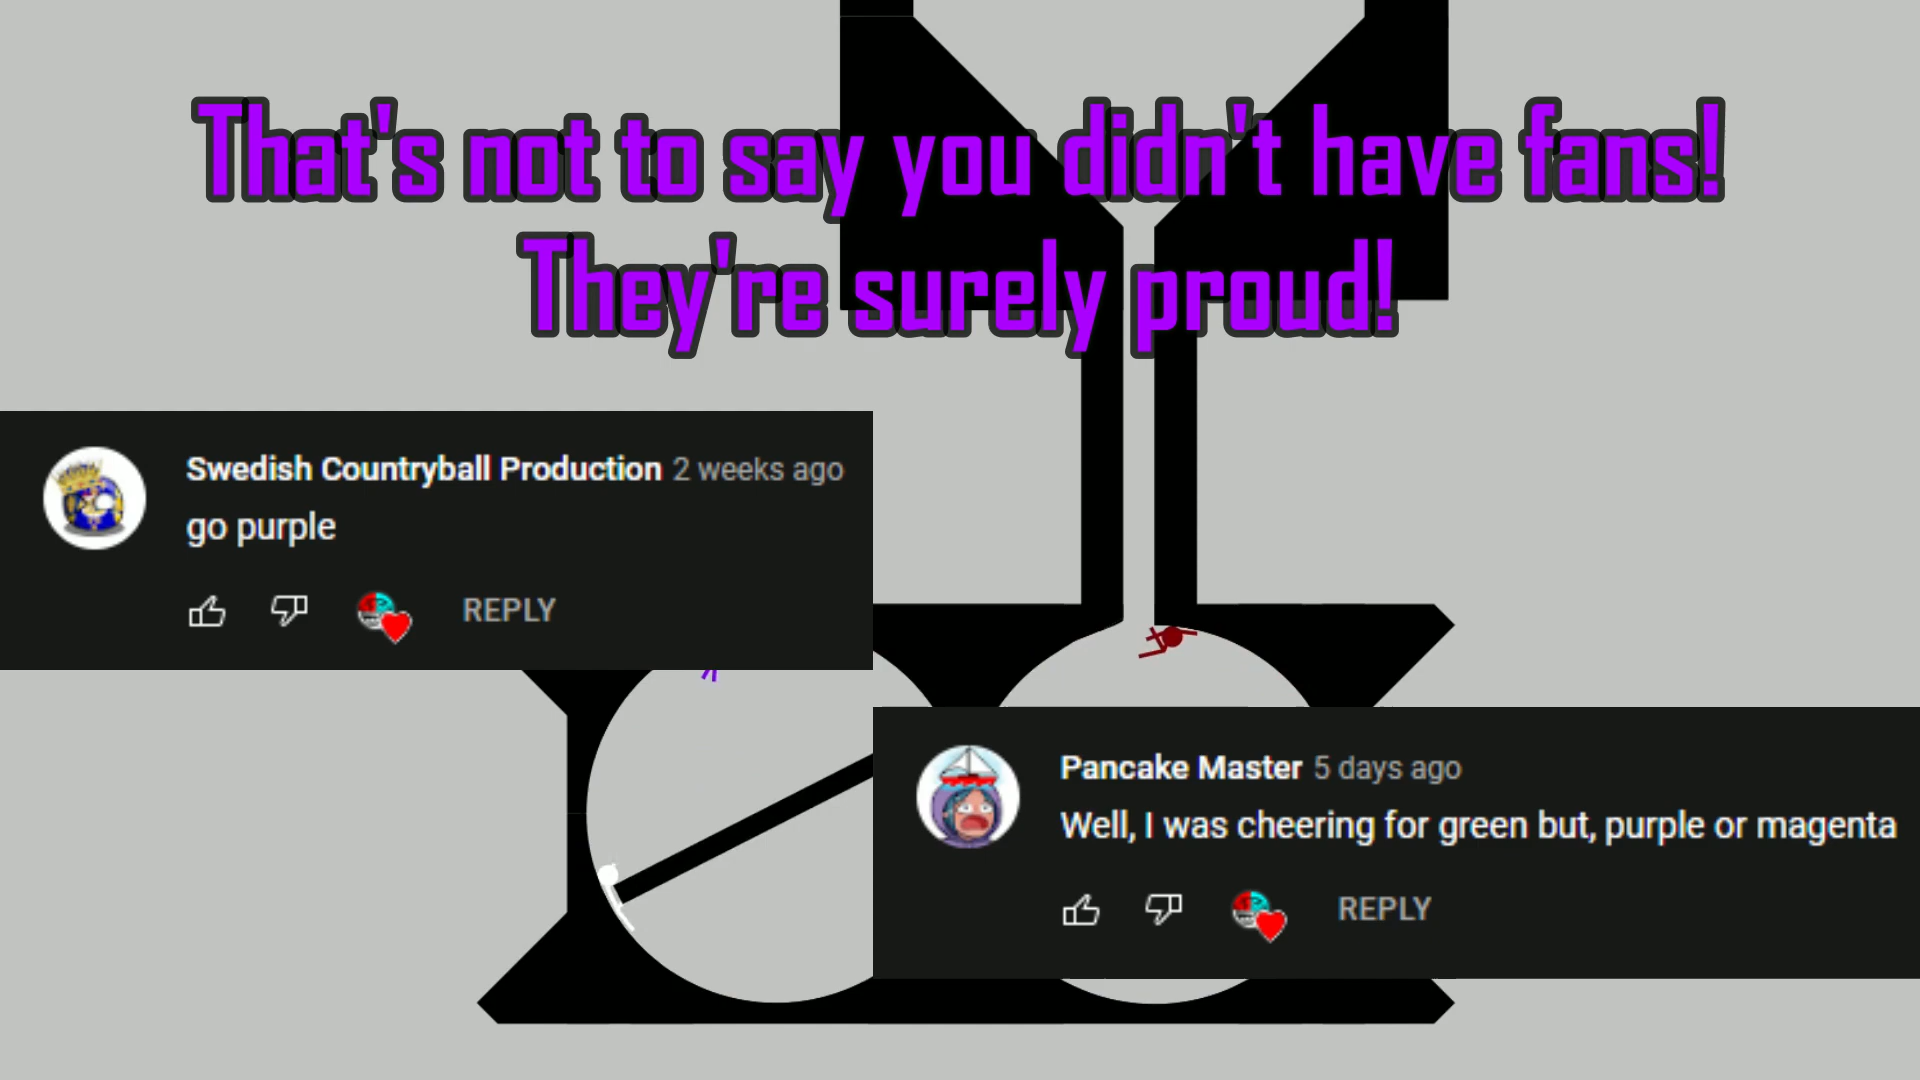 That's not to say you didn't have fans!
They're surely proud!
Swedish Countryball Production 2 weeks ago
go purple
REPLY
Pancake Master 5 days ago
Well, I was cheering for green but, purple or magenta
REPLY